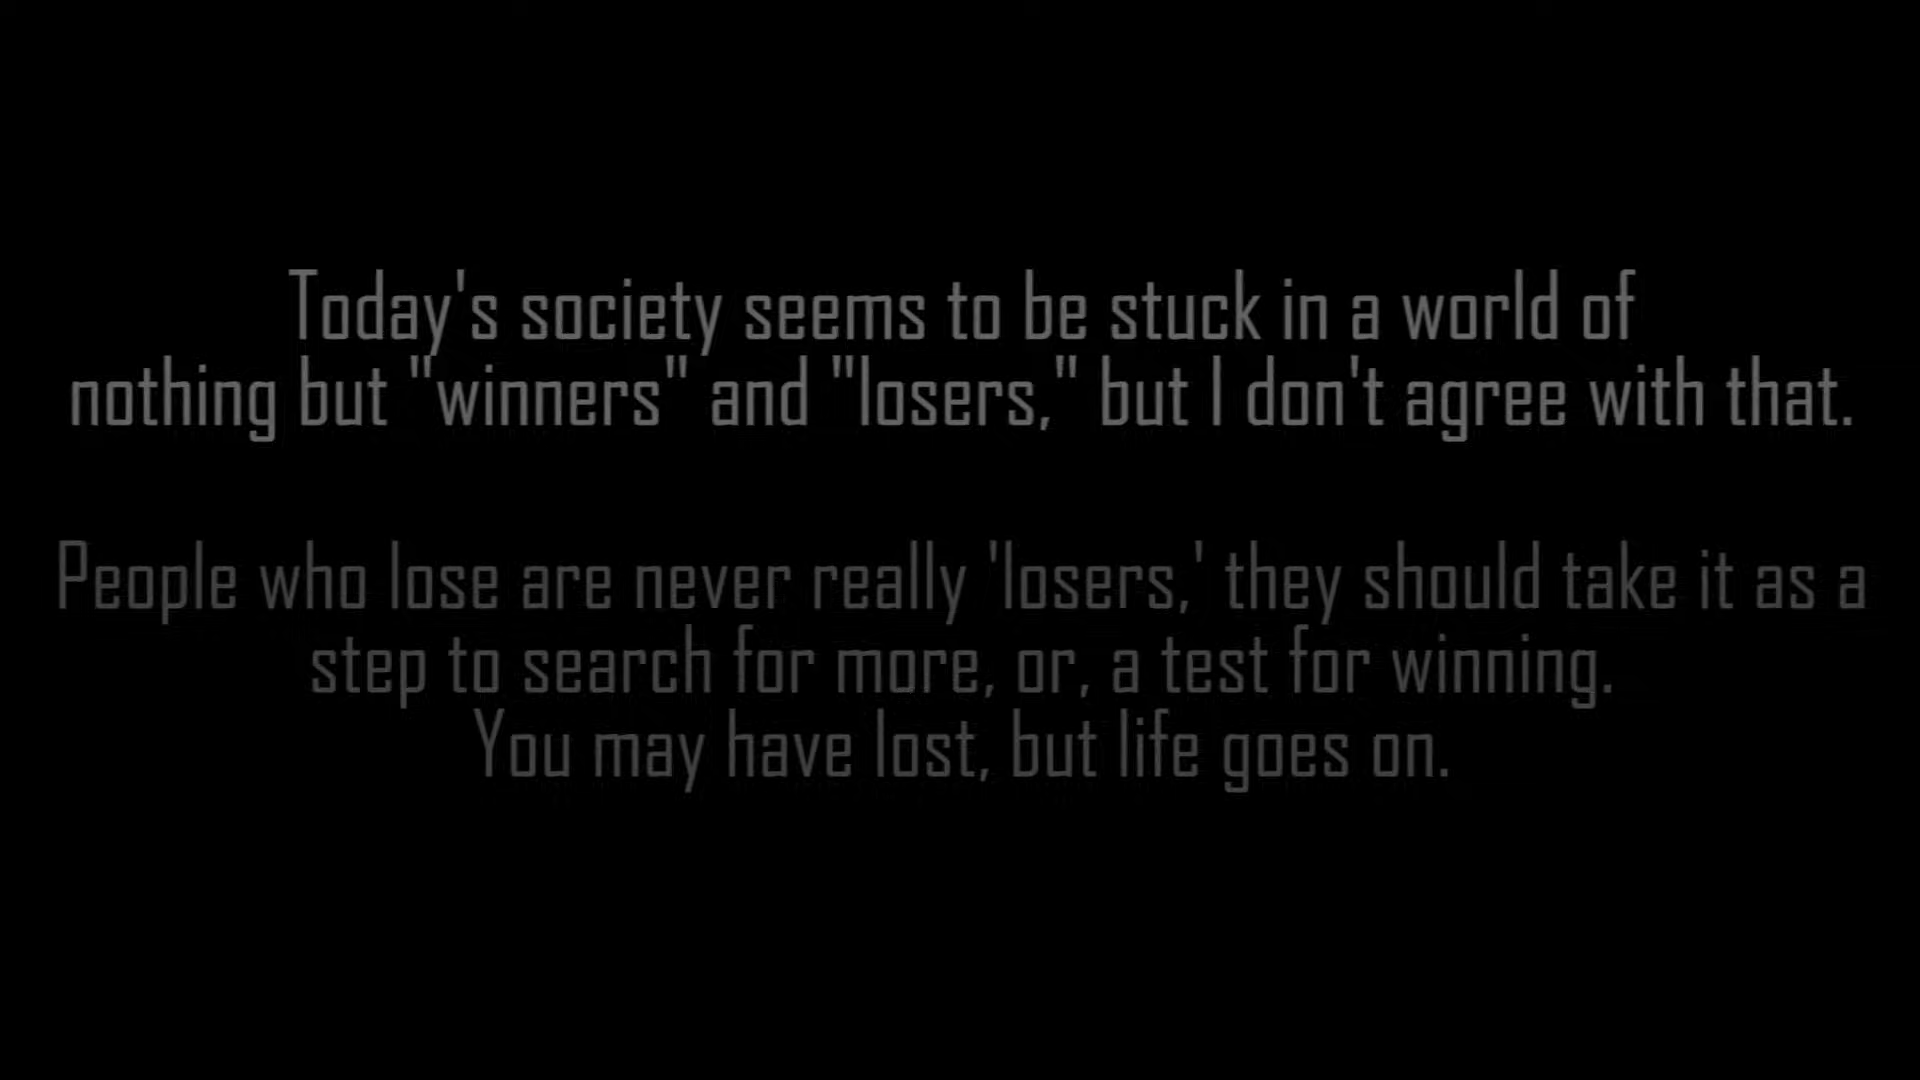 Today's society seems to be stuck in a world of
nothing but "winners" and "losers," but I don't agree with that.
People who lose are never really 'losers,' they should take it as a
step to search for more, or, a test for winning.
You may have lost, but life goes on.